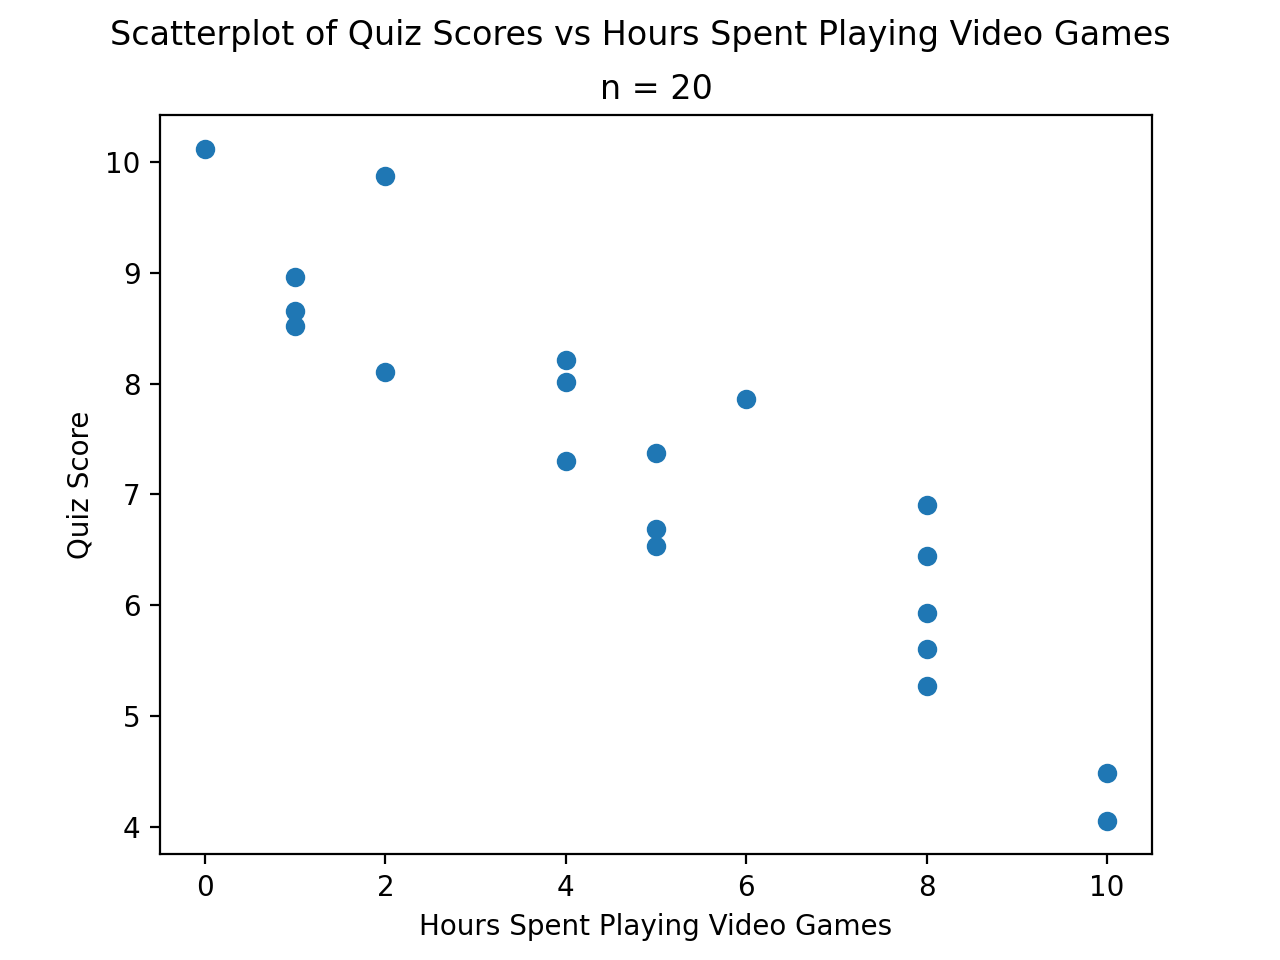 Scatterplot of Quiz Scores vs Hours Spent Playing Video Games
n = 20
10
9
8
7
6
5
4
Quiz Score
0 2 4 6 8 10
Hours Spent Playing Video Games